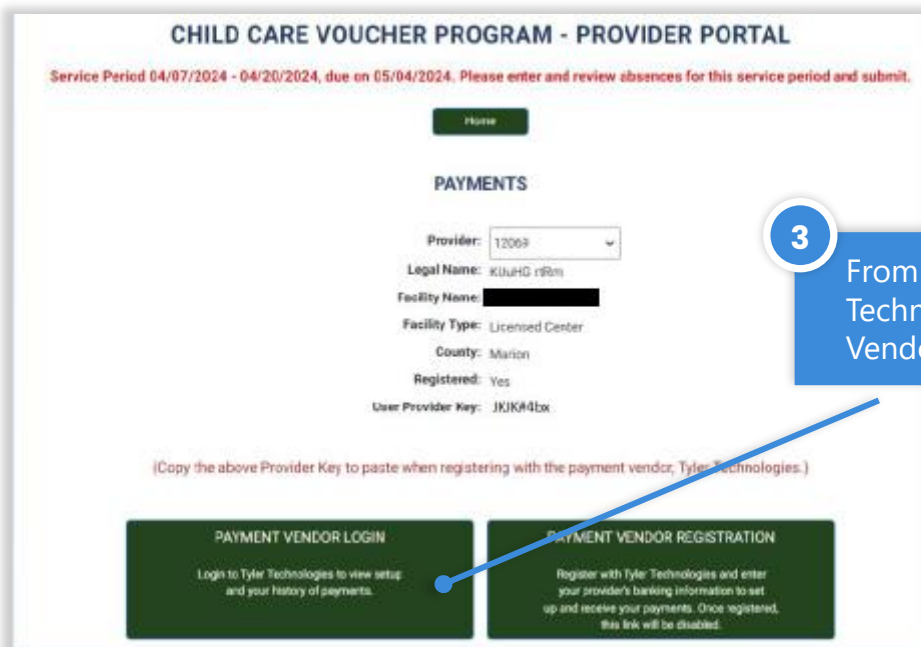 CHILD CARE VOUCHER PROGRAM - PROVIDER PORTAL
Service Period 04/07/2024 - 04/20/2024, due on 05/04/2024. Please enter and review absences for this service period and submit.
Home
PAYMENTS
Provider: 12069
Legal Name:
Facility Name:
Facility Type: Licensed Center
County: Marion
Registered: Yes
User Provider Key: JKJK#4bx
(Copy the above Provider Key to paste when registering with the payment vendor, Tyler Technologies.)
PAYMENT VENDOR LOGIN
Login to Tyler Technologies to view setup
and your history of payments.
PAYMENT VENDOR REGISTRATION
Register with Tyler Technologies and enter
your provider's banking information to set
up and receive your payments. Once registered,
this link will be disabled.
3
From
Techn
Vendo